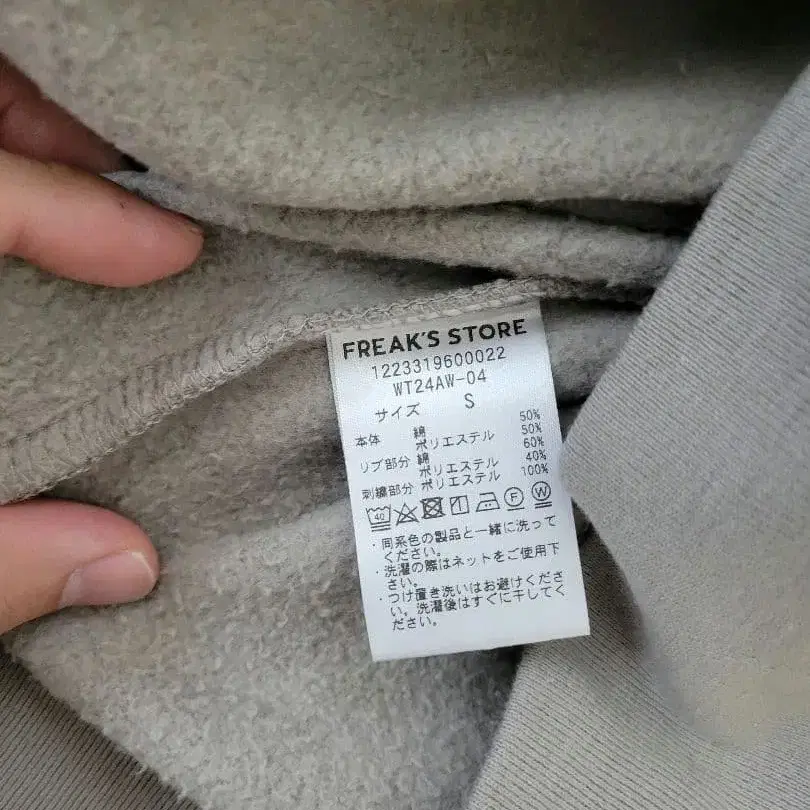 FREAK'S STORE
1223319600022
WT24AW-04
サイズ S
本体 綿 50%
ポリエステル 50%
リブ部分 綿 60%
ポリエステル 40%
刺繍部分 ポリエステル 100%
40 F W
・同系色の製品と一緒に洗って
ください。
・洗濯の際はネットをご使用下
さい。
・つけ置き洗いはお避けくださ
い。洗濯後はすぐに干してく
ださい。